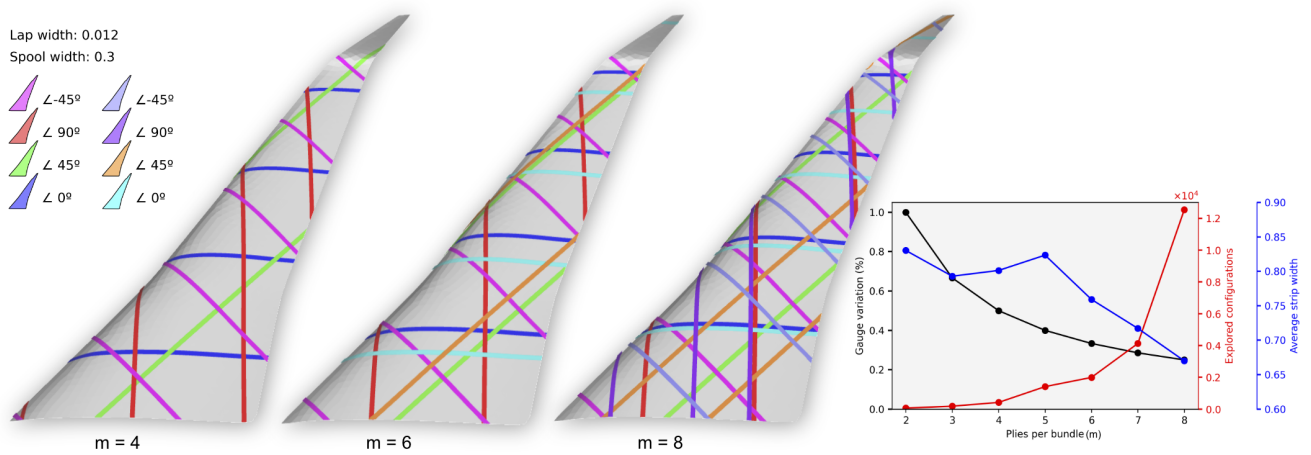 Lap width: 0.012
Spool width: 0.3
∠-45º ∠-45º
∠ 90º ∠ 90º
∠ 45º ∠ 45º
∠ 0º ∠ 0º
m = 4
m = 6
m = 8
×10⁴
1.0
0.8
0.6
0.4
0.2
0.0
Gauge variation (%)
2 3 4 5 6 7 8
Plies per bundle (m)
1.2
1.0
0.8
0.6
0.4
0.2
0.0
Explored configurations
0.90
0.85
0.80
0.75
0.70
0.65
0.60
Average strip width